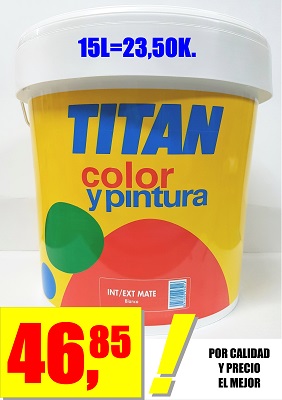 15L=23,50K.
TITAN
color
y pintura
INT/EXT MATE
Blanco
46,85
!
POR CALIDAD
Y PRECIO
EL MEJOR